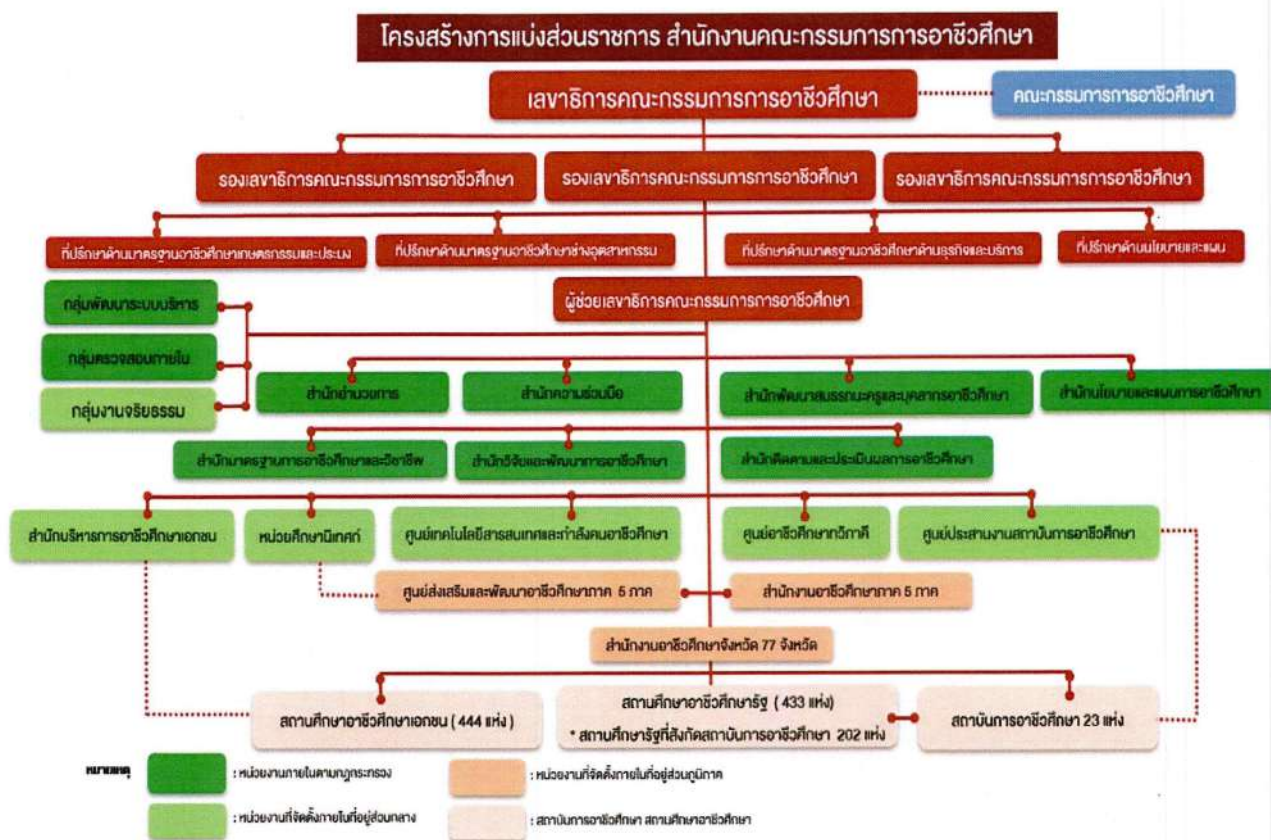 โครงสร้างการแบ่งส่วนราชการ สำนักงานคณะกรรมการการอาชีวศึกษา
เลขาธิการคณะกรรมการการอาชีวศึกษา
คณะกรรมการการอาชีวศึกษา
รองเลขาธิการคณะกรรมการการอาชีวศึกษา
รองเลขาธิการคณะกรรมการการอาชีวศึกษา
รองเลขาธิการคณะกรรมการการอาชีวศึกษา
ที่ปรึกษาด้านมาตรฐานอาชีวศึกษาเกษตรกรรมและประมง
ที่ปรึกษาด้านมาตรฐานอาชีวศึกษาช่างอุตสาหกรรม
ที่ปรึกษาด้านมาตรฐานอาชีวศึกษาด้านธุรกิจและบริการ
ที่ปรึกษาด้านนโยบายและแผน
ผู้ช่วยเลขาธิการคณะกรรมการการอาชีวศึกษา
กลุ่มพัฒนาระบบบริหาร
กลุ่มตรวจสอบภายใน
กลุ่มงานจริยธรรม
สำนักอำนวยการ
สำนักความร่วมมือ
สำนักพัฒนาสมรรถนะครูและบุคลากรอาชีวศึกษา
สำนักนโยบายและแผนการอาชีวศึกษา
สำนักมาตรฐานการอาชีวศึกษาและวิชาชีพ
สำนักวิจัยและพัฒนาการอาชีวศึกษา
สำนักติดตามและประเมินผลการอาชีวศึกษา
สำนักบริหารการอาชีวศึกษาเอกชน
หน่วยศึกษานิเทศก์
ศูนย์เทคโนโลยีสารสนเทศและกำลังคนอาชีวศึกษา
ศูนย์อาชีวศึกษาทวิภาคี
ศูนย์ประสานงานสถาบันการอาชีวศึกษา
ศูนย์ส่งเสริมและพัฒนาอาชีวศึกษาภาค 5 ภาค
สำนักงานอาชีวศึกษาภาค 5 ภาค
สำนักงานอาชีวศึกษาจังหวัด 77 จังหวัด
สถานศึกษาอาชีวศึกษาเอกชน ( 444 แห่ง )
สถานศึกษาอาชีวศึกษารัฐ ( 433 แห่ง)
* สถานศึกษารัฐที่สังกัดสถาบันการอาชีวศึกษา 202 แห่ง
สถาบันการอาชีวศึกษา 23 แห่ง
หมายเหตุ
: หน่วยงานภายในตามกฎกระทรวง
: หน่วยงานที่จัดตั้งภายในที่อยู่ส่วนภูมิภาค
: หน่วยงานที่จัดตั้งภายในที่อยู่ส่วนกลาง
: สถาบันการอาชีวศึกษา สถานศึกษาอาชีวศึกษา